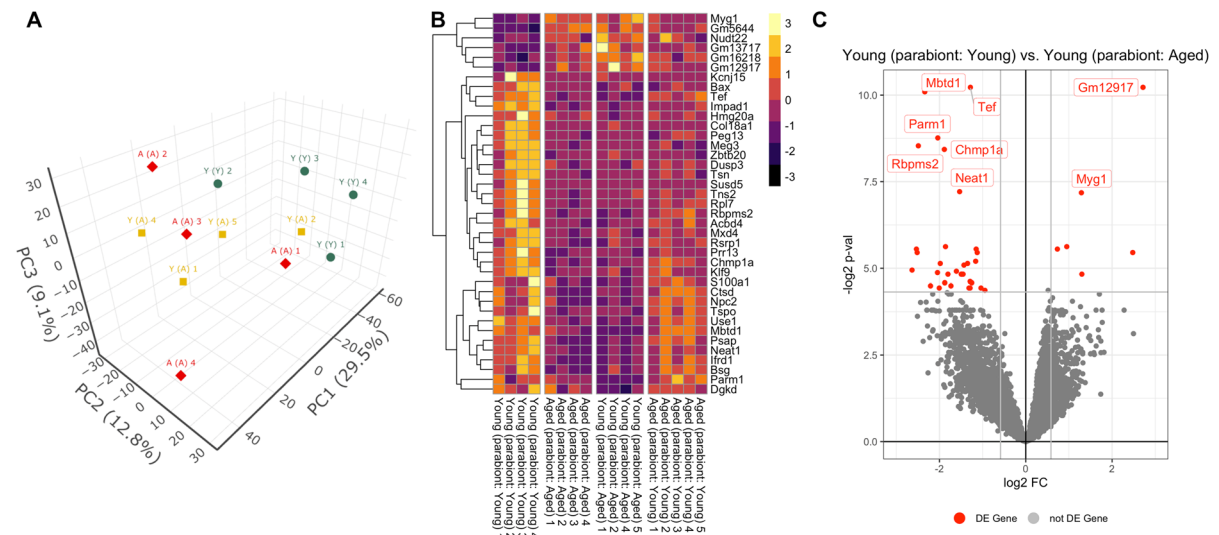 A
A (A) 2
Y (Y) 3
Y (Y) 2
Y (Y) 4
Y (A) 4
A (A) 3
Y (A) 5
Y (A) 2
Y (Y) 1
A (A) 1
Y (A) 1
A (A) 4
30
20
10
0
−10
−20
−30
−40
PC3 (9.1%)
−30
−20
−10
0
10
20
30
PC2 (12.8%)
−60
−40
−20
0
20
40
PC1 (29.5%)
B
Myg1
Gm5644
Nudt22
Gm13717
Gm16218
Gm12917
Kcnj15
Bax
Tef
Impad1
Hmg20a
Col18a1
Peg13
Meg3
Zbtb20
Dusp3
Tsn
Susd5
Tns2
Rpl7
Rbpms2
Acbd4
Mxd4
Rsrp1
Prr13
Chmp1a
Klf9
S100a1
Ctsd
Npc2
Tspo
Use1
Mbtd1
Psap
Neat1
Ifrd1
Bsg
Parm1
Dgkd
3
2
1
0
-1
-2
-3
Young (parabiont: Young) 1
Young (parabiont: Young) 2
Young (parabiont: Young) 3
Young (parabiont: Young) 4
Aged (parabiont: Aged) 1
Aged (parabiont: Aged) 2
Aged (parabiont: Aged) 3
Aged (parabiont: Aged) 4
Young (parabiont: Aged) 1
Young (parabiont: Aged) 2
Young (parabiont: Aged) 4
Young (parabiont: Aged) 5
Aged (parabiont: Young) 1
Aged (parabiont: Young) 2
Aged (parabiont: Young) 3
Aged (parabiont: Young) 4
Aged (parabiont: Young) 5
C
Young (parabiont: Young) vs. Young (parabiont: Aged)
Mbtd1
Gm12917
Tef
Parm1
Chmp1a
Rbpms2
Neat1
Myg1
10.0
7.5
5.0
2.5
0.0
-log2 p-val
-2
0
2
log2 FC
DE Gene
not DE Gene